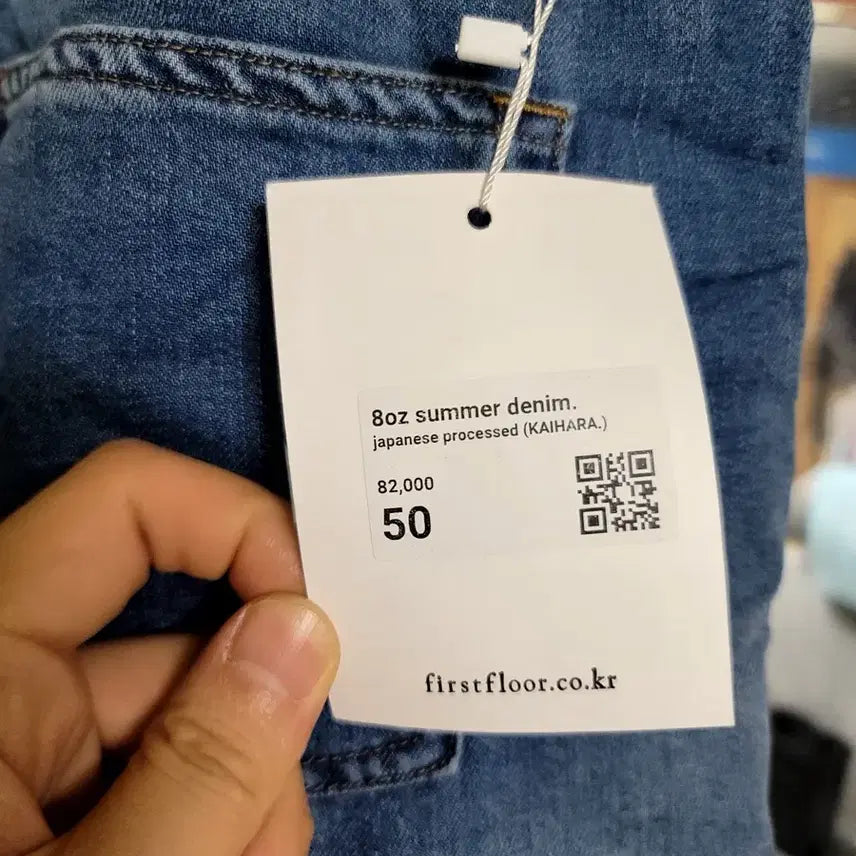 8oz summer denim.
japanese processed (KAIHARA.)
82,000
50
firstfloor.co.kr